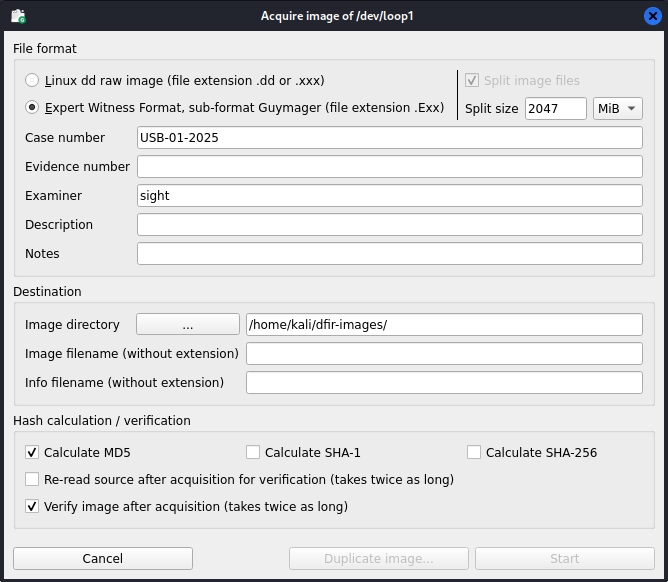 Acquire image of /dev/loop1
File format
Linux dd raw image (file extension .dd or .xxx)
Split image files
Expert Witness Format, sub-format Guymager (file extension .Exx)
Split size 2047 MiB
Case number USB-01-2025
Evidence number
Examiner sight
Description
Notes
Destination
Image directory ... /home/kali/dfir-images/
Image filename (without extension)
Info filename (without extension)
Hash calculation / verification
Calculate MD5 Calculate SHA-1 Calculate SHA-256
Re-read source after acquisition for verification (takes twice as long)
Verify image after acquisition (takes twice as long)
Cancel Duplicate image... Start